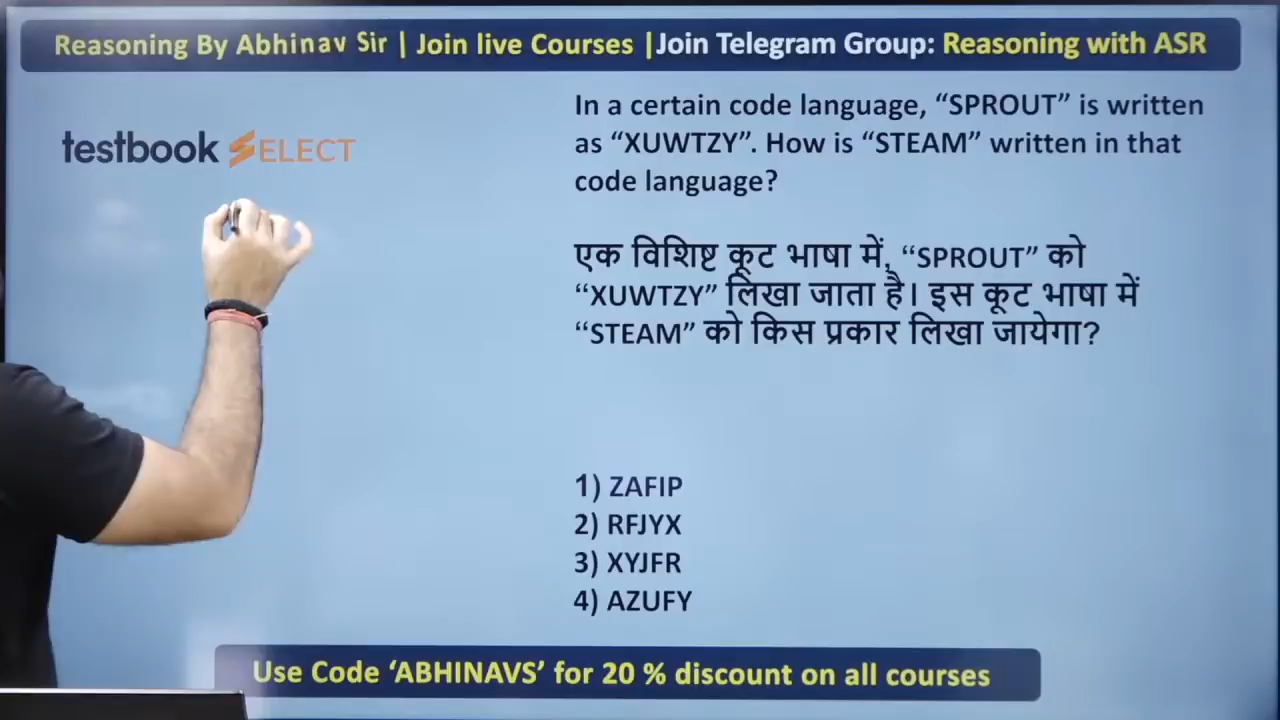 Reasoning By Abhinav Sir | Join live Courses |Join Telegram Group: Reasoning with ASR
testbook SELECT
In a certain code language, “SPROUT” is written
as “XUWTZY”. How is “STEAM” written in that
code language?
एक विशिष्ट कूट भाषा में, “SPROUT” को
“XUWTZY” लिखा जाता है। इस कूट भाषा में
“STEAM” को किस प्रकार लिखा जायेगा?
1) ZAFIP
2) RFJYX
3) XYJFR
4) AZUFY
Use Code ‘ABHINAVS’ for 20 % discount on all courses